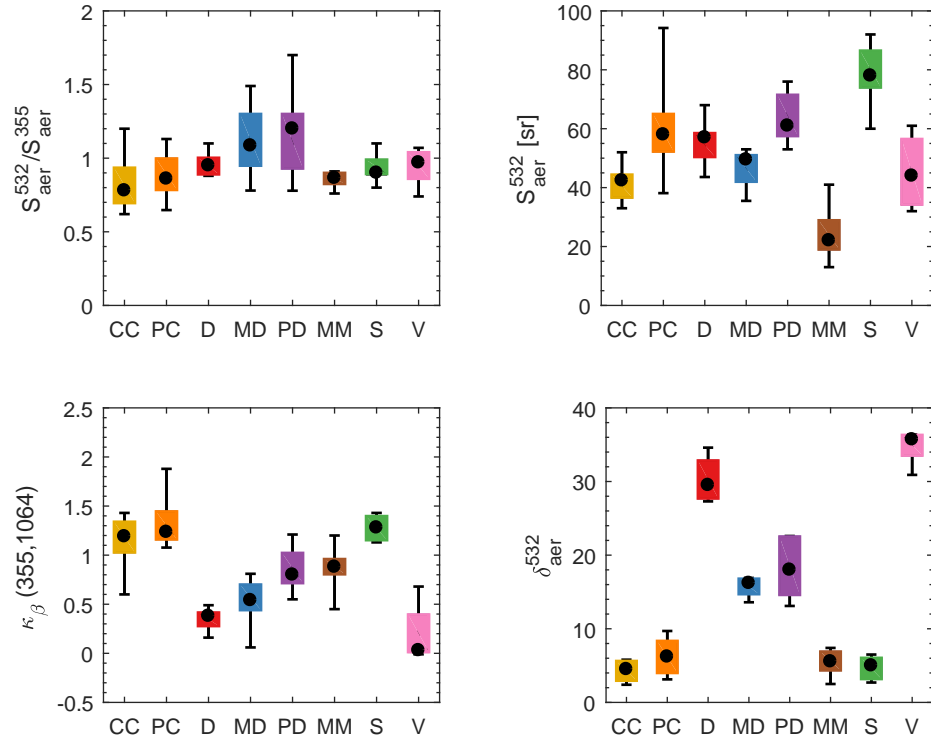 S^532_aer/S^355_aer
2
1.5
1
0.5
0
CC PC D MD PD MM S V
S^532_aer [sr]
100
80
60
40
20
0
CC PC D MD PD MM S V
κ_β (355,1064)
2.5
2
1.5
1
0.5
0
-0.5
CC PC D MD PD MM S V
δ^532_aer
40
30
20
10
0
CC PC D MD PD MM S V